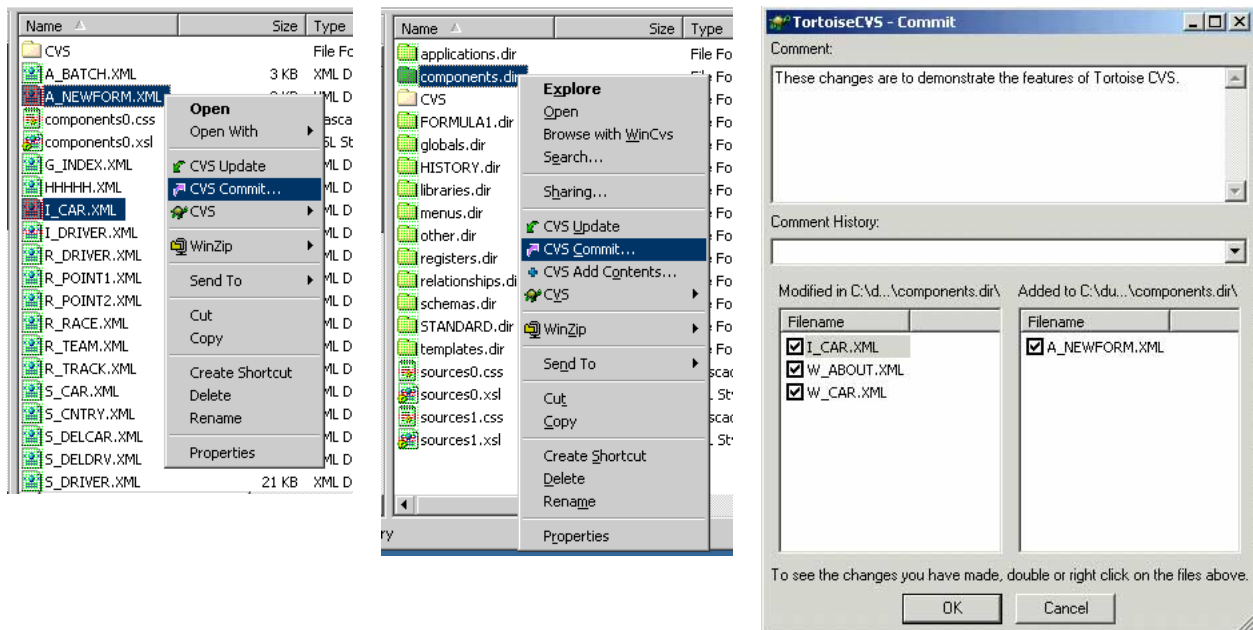 Name Size Type
CVS File Fo
A_BATCH.XML 3 KB XML D
A_NEWFORM.XML
components0.css
components0.xsl
G_INDEX.XML
HHHHH.XML
I_CAR.XML
I_DRIVER.XML
R_DRIVER.XML
R_POINT1.XML
R_POINT2.XML
R_RACE.XML
R_TEAM.XML
R_TRACK.XML
S_CAR.XML
S_CNTRY.XML
S_DELCAR.XML
S_DELDRV.XML
S_DRIVER.XML 21 KB XML D
Open
Open With
CVS Update
CVS Commit...
CVS
WinZip
Send To
Cut
Copy
Create Shortcut
Delete
Rename
Properties
Name Size Type
applications.dir File Fo
components.dir
CVS
FORMULA1.dir
globals.dir
HISTORY.dir
libraries.dir
menus.dir
other.dir
registers.dir
relationships.di
schemas.dir
STANDARD.dir
templates.dir
sources0.css
sources0.xsl
sources1.css
sources1.xsl
ry
Explore
Open
Browse with WinCvs
Search...
Sharing...
CVS Update
CVS Commit...
CVS Add Contents...
CVS
WinZip
Send To
Cut
Copy
Create Shortcut
Delete
Rename
Properties
TortoiseCVS - Commit
Comment:
These changes are to demonstrate the features of Tortoise CVS.
Comment History:
Modified in C:\d...\components.dir\ Added to C:\du...\components.dir\
Filename Filename
I_CAR.XML A_NEWFORM.XML
W_ABOUT.XML
W_CAR.XML
To see the changes you have made, double or right click on the files above.
OK Cancel